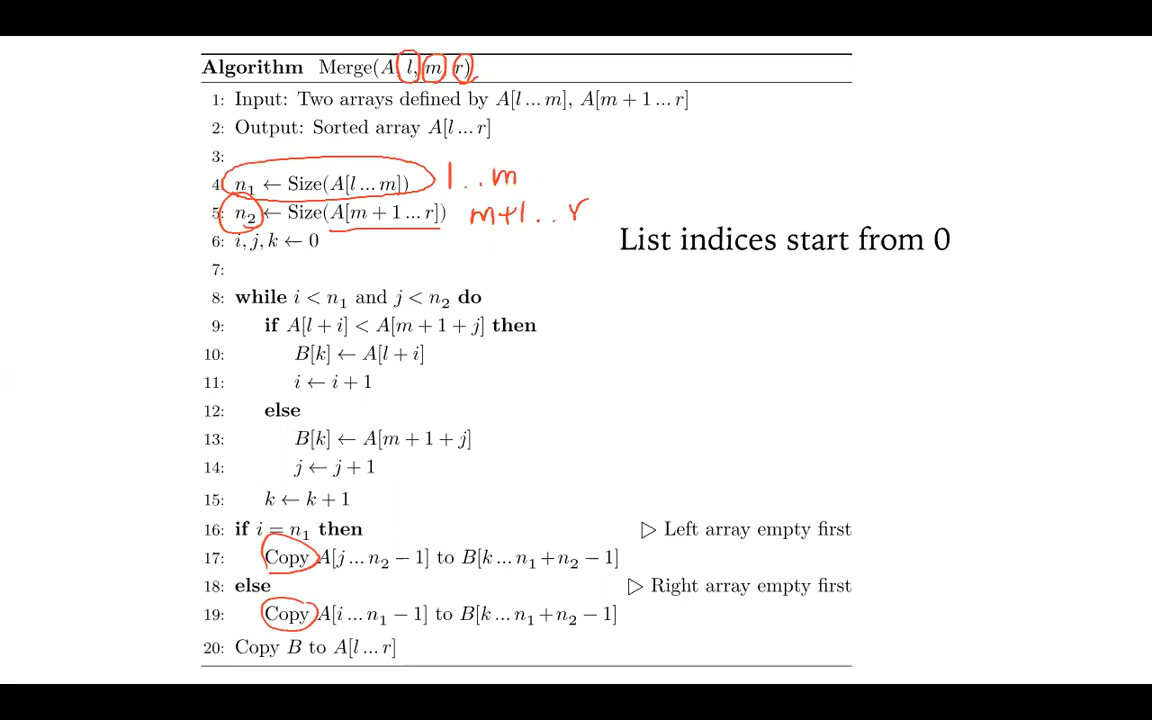 Algorithm Merge(A, l, m, r)
1: Input: Two arrays defined by A[l ... m], A[m + 1 ... r]
2: Output: Sorted array A[l ... r]
3:
4: n₁ ← Size(A[l ... m]) l . . m
5: n₂ ← Size(A[m + 1 ... r]) m+1 . . r
6: i, j, k ← 0
List indices start from 0
7:
8: while i < n₁ and j < n₂ do
9: if A[l + i] < A[m + 1 + j] then
10: B[k] ← A[l + i]
11: i ← i + 1
12: else
13: B[k] ← A[m + 1 + j]
14: j ← j + 1
15: k ← k + 1
16: if i = n₁ then ▷ Left array empty first
17: Copy A[j ... n₂ − 1] to B[k ... n₁ + n₂ − 1]
18: else ▷ Right array empty first
19: Copy A[i ... n₁ − 1] to B[k ... n₁ + n₂ − 1]
20: Copy B to A[l ... r]